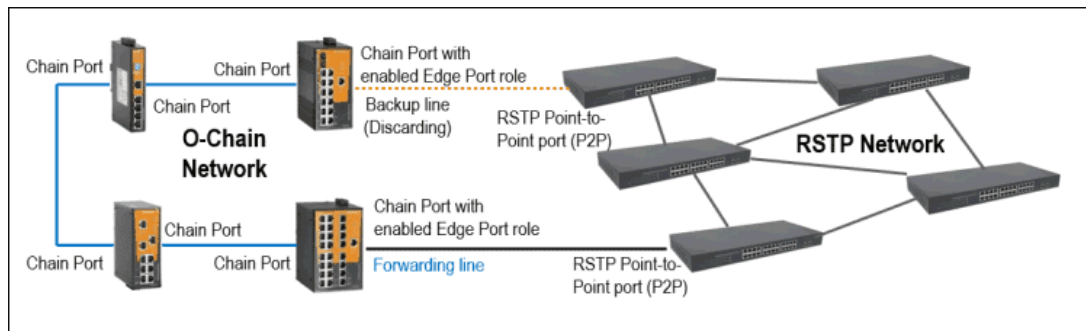 Chain Port
Chain Port
Chain Port with
enabled Edge Port role
Chain Port
Backup line
(Discarding)
RSTP Point-to-
Point port (P2P)
O-Chain
Network
RSTP Network
Chain Port with
enabled Edge Port role
Chain Port
Chain Port
Chain Port
Forwarding line
RSTP Point-to-
Point port (P2P)